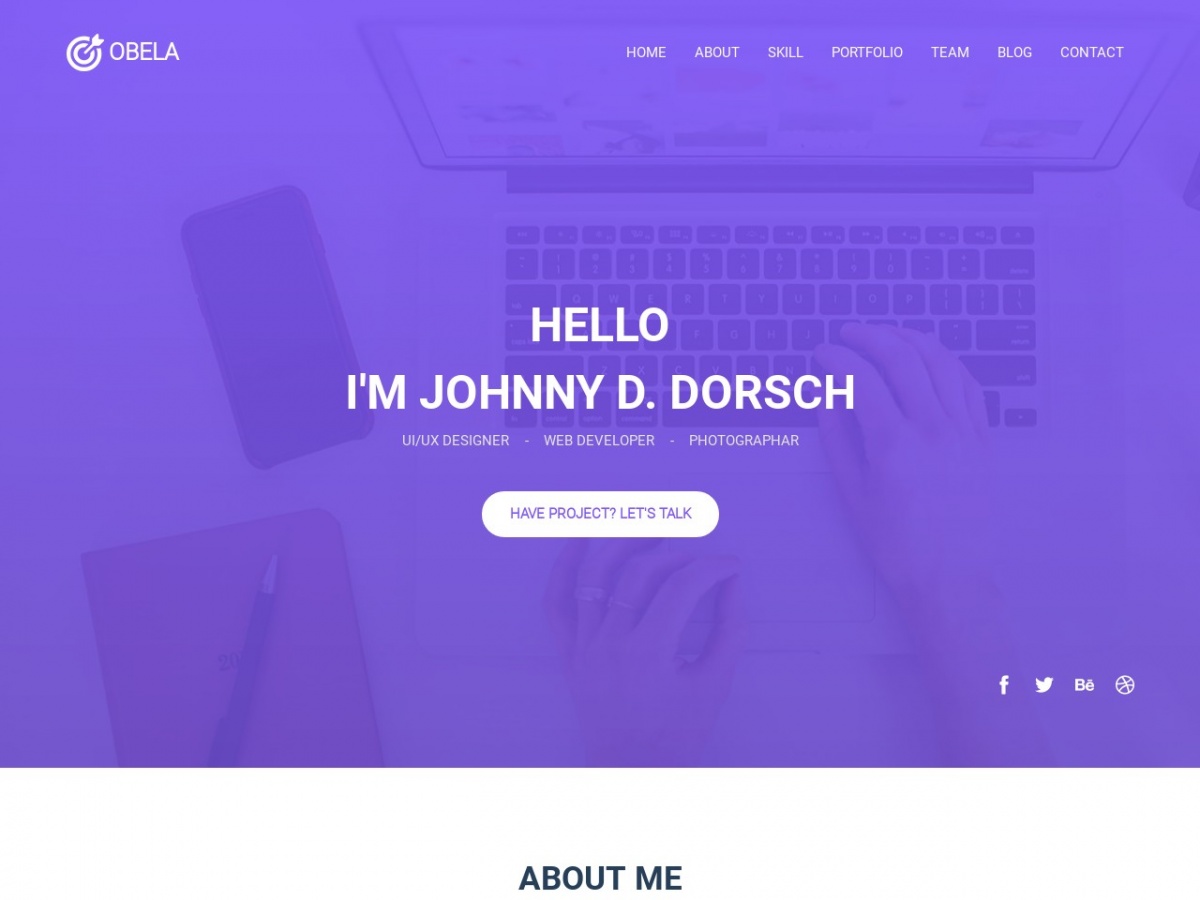 OBELA
HOME ABOUT SKILL PORTFOLIO TEAM BLOG CONTACT
HELLO
I'M JOHNNY D. DORSCH
UI/UX DESIGNER - WEB DEVELOPER - PHOTOGRAPHAR
HAVE PROJECT? LET'S TALK
Bē
ABOUT ME